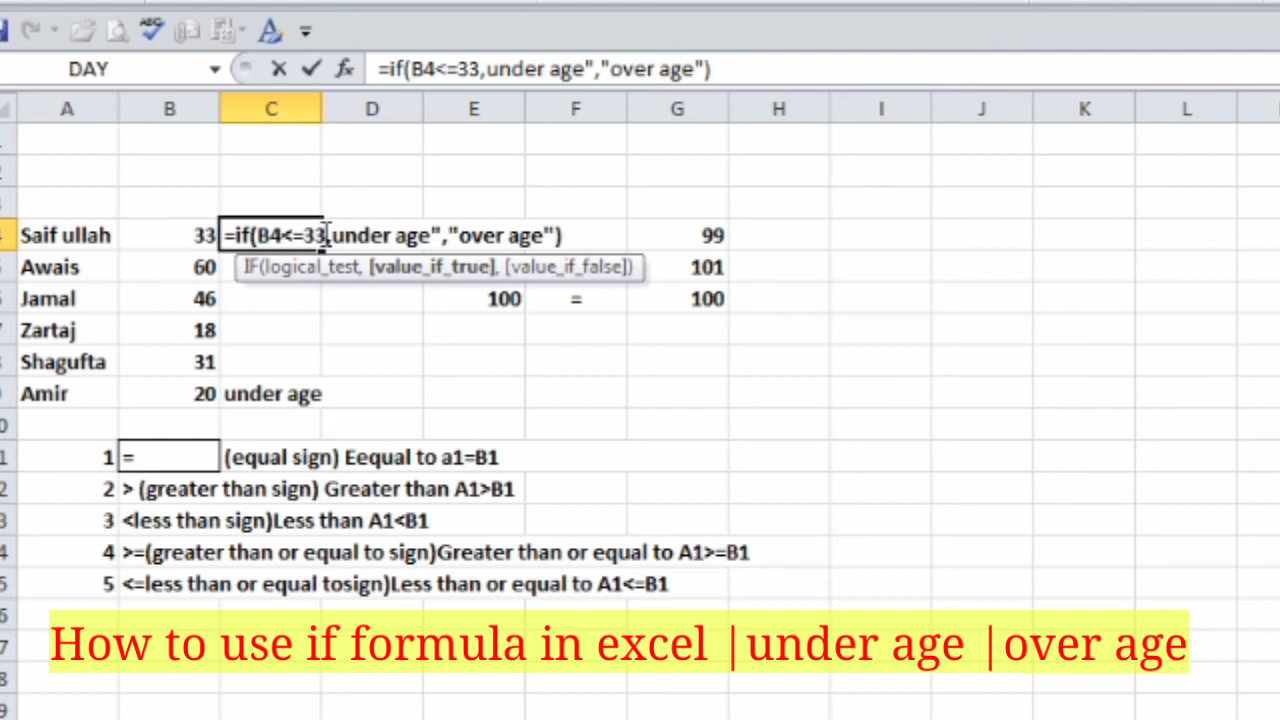 DAY =if(B4<=33,under age","over age")
A B C D E F G H I J K L
Saif ullah 33 =if(B4<=33,under age","over age") 99
Awais 60 IF(logical_test, [value_if_true], [value_if_false]) 101
Jamal 46 100 = 100
Zartaj 18
Shagufta 31
Amir 20 under age
1 = (equal sign) Eequal to a1=B1
2 > (greater than sign) Greater than A1>B1
3 <less than sign)Less than A1<B1
4 >=(greater than or equal to sign)Greater than or equal to A1>=B1
5 <=less than or equal tosign)Less than or equal to A1<=B1
How to use if formula in excel |under age |over age